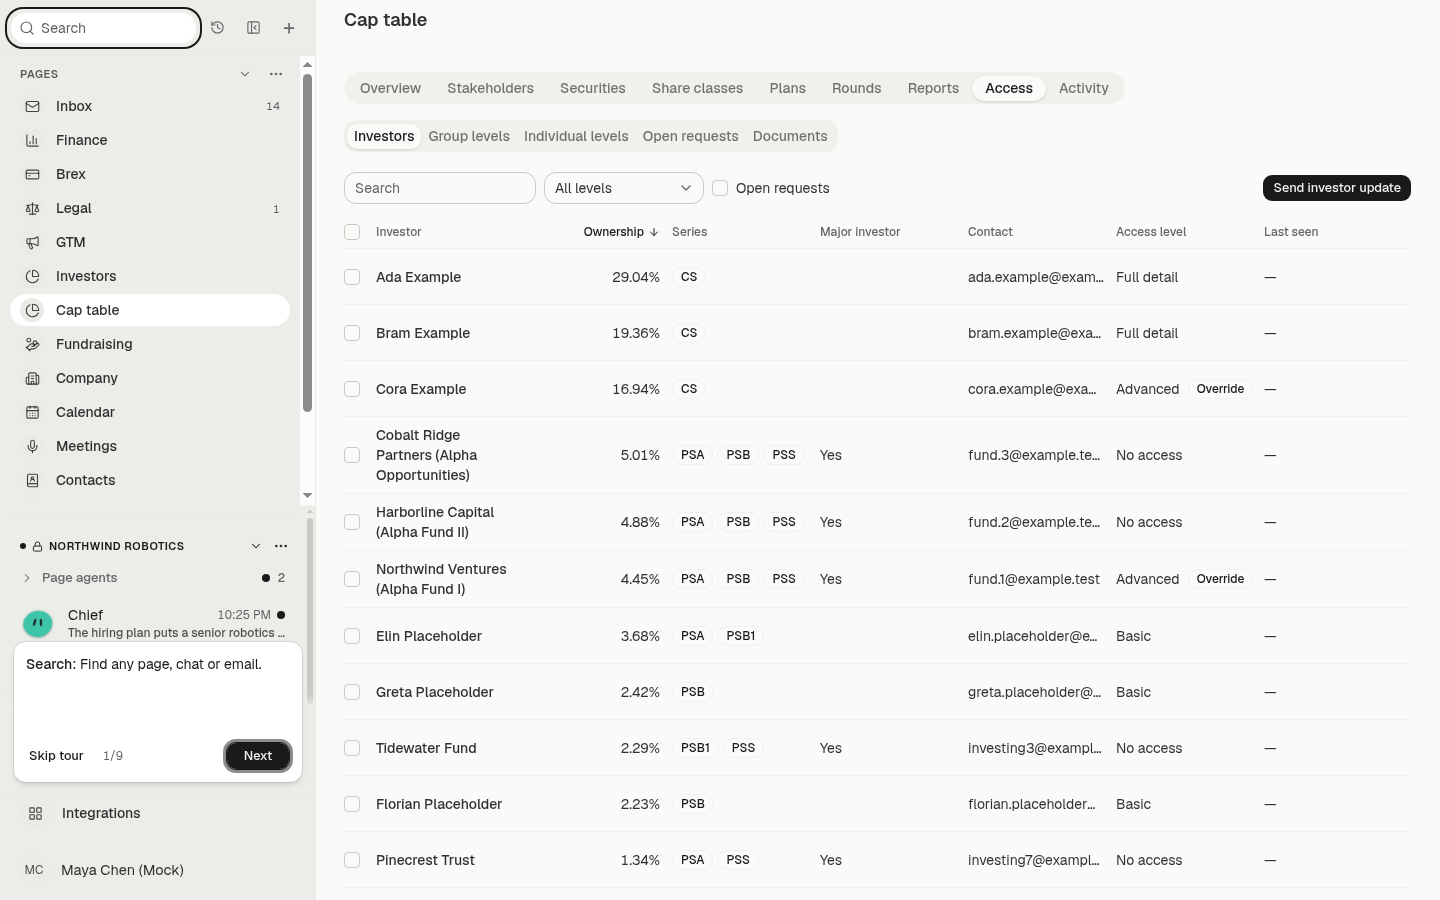 Search
PAGES
Inbox 14
Finance
Brex
Legal 1
GTM
Investors
Cap table
Fundraising
Company
Calendar
Meetings
Contacts
NORTHWIND ROBOTICS
Page agents 2
Chief 10:25 PM
The hiring plan puts a senior robotics ...
Search: Find any page, chat or email.
Skip tour 1/9 Next
Integrations
MC Maya Chen (Mock)
Cap table
Overview Stakeholders Securities Share classes Plans Rounds Reports Access Activity
Investors Group levels Individual levels Open requests Documents
Search All levels Open requests Send investor update
Investor Ownership ↓ Series Major investor Contact Access level Last seen
Ada Example 29.04% CS ada.example@exam... Full detail —
Bram Example 19.36% CS bram.example@exa... Full detail —
Cora Example 16.94% CS cora.example@exa... Advanced Override —
Cobalt Ridge
Partners (Alpha
Opportunities) 5.01% PSA PSB PSS Yes fund.3@example.te... No access —
Harborline Capital
(Alpha Fund II) 4.88% PSA PSB PSS Yes fund.2@example.te... No access —
Northwind Ventures
(Alpha Fund I) 4.45% PSA PSB PSS Yes fund.1@example.test Advanced Override —
Elin Placeholder 3.68% PSA PSB1 elin.placeholder@e... Basic —
Greta Placeholder 2.42% PSB greta.placeholder@... Basic —
Tidewater Fund 2.29% PSB1 PSS Yes investing3@exampl... No access —
Florian Placeholder 2.23% PSB florian.placeholder... Basic —
Pinecrest Trust 1.34% PSA PSS Yes investing7@exampl... No access —